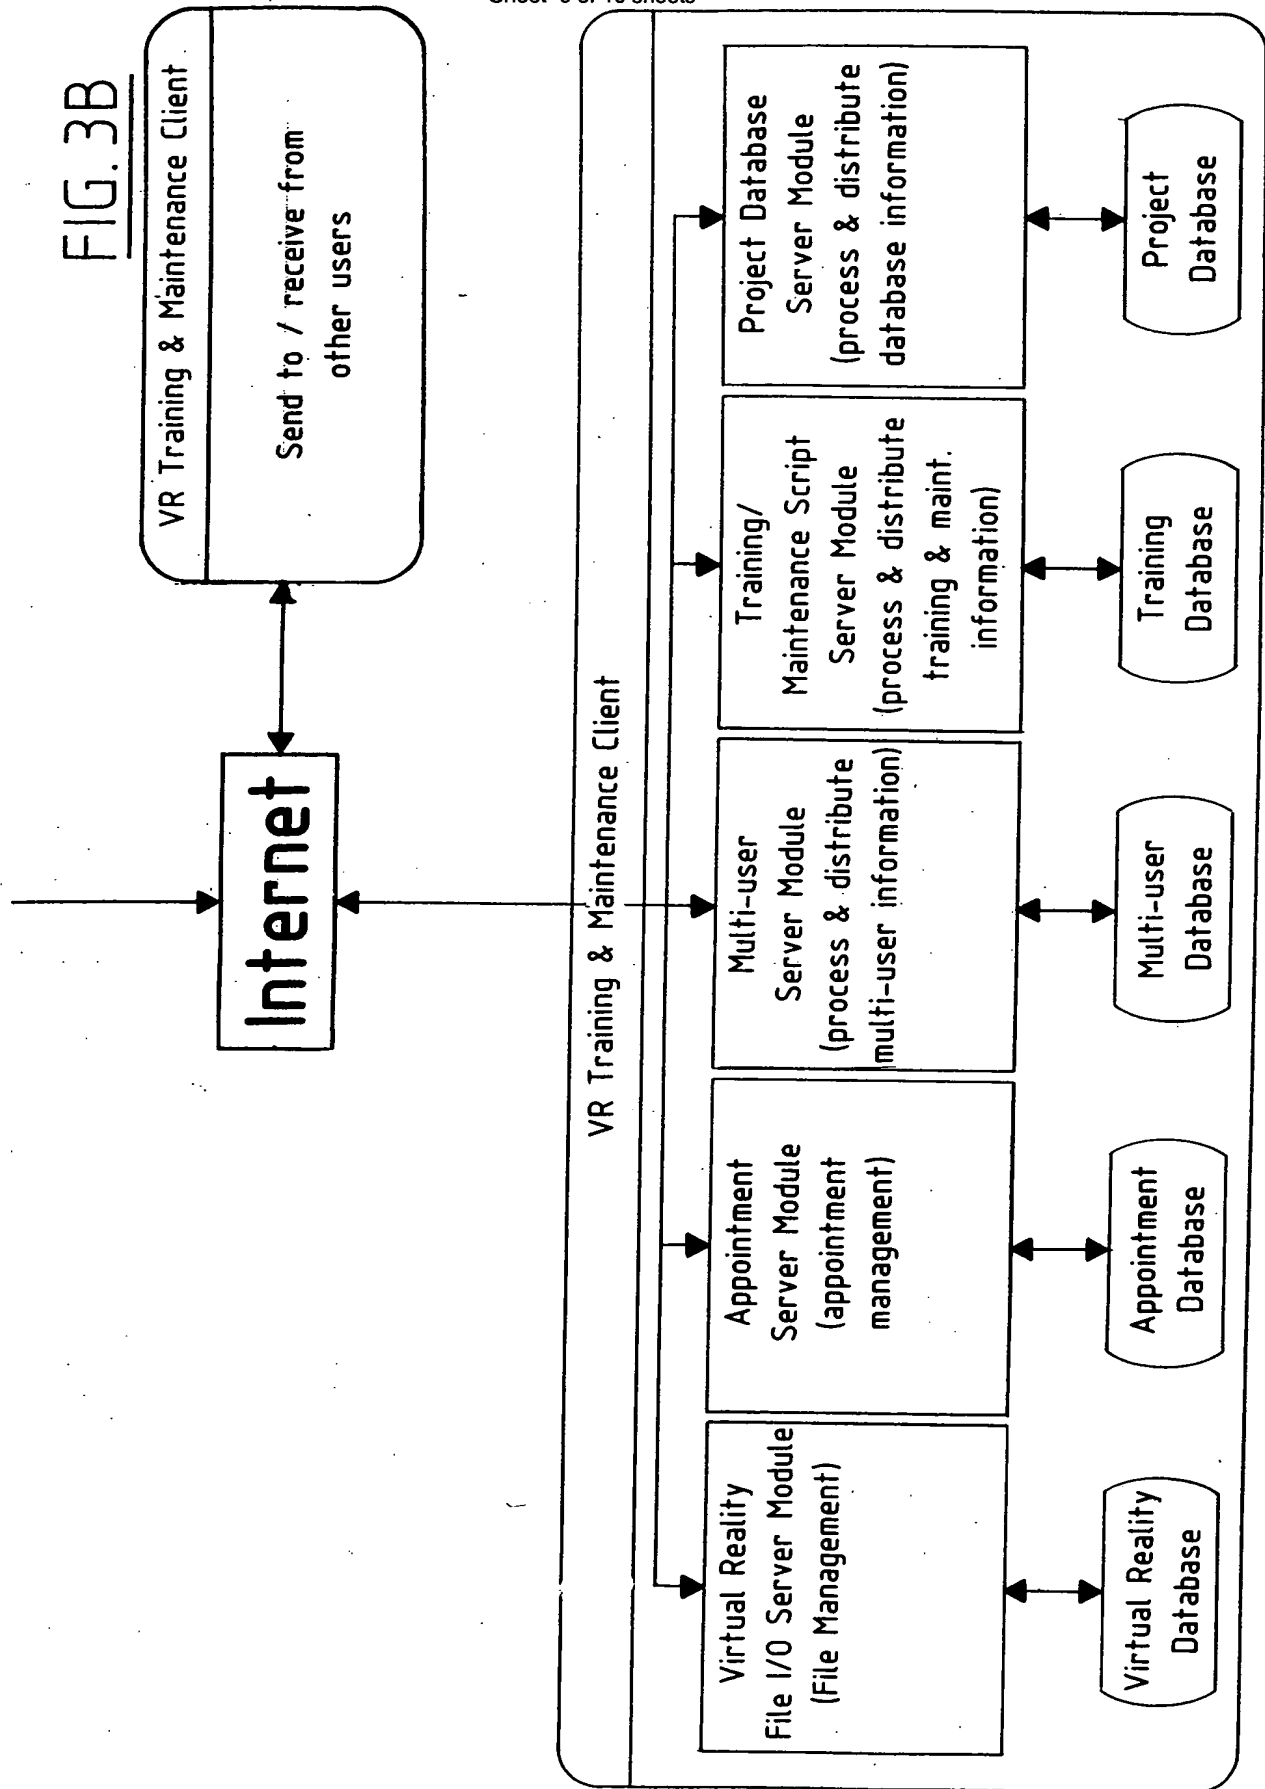 FIG. 3B
VR Training & Maintenance Client
Send to / receive from
other users
Internet
VR Training & Maintenance Client
Virtual Reality
File I/O Server Module
(File Management)
Appointment
Server Module
(appointment
management)
Multi-user
Server Module
(process & distribute
multi-user information)
Training/
Maintenance Script
Server Module
(process & distribute
training & maint.
information)
Project Database
Server Module
(process & distribute
database information)
Virtual Reality
Database
Appointment
Database
Multi-user
Database
Training
Database
Project
Database